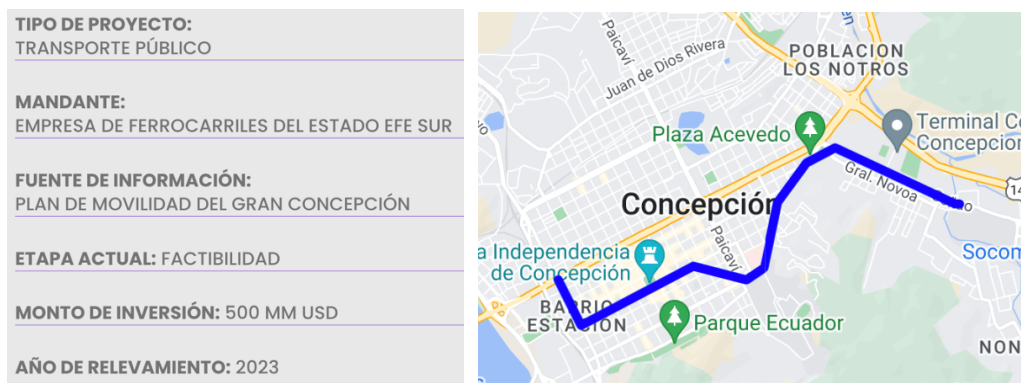 TIPO DE PROYECTO:
TRANSPORTE PÚBLICO
MANDANTE:
EMPRESA DE FERROCARRILES DEL ESTADO EFE SUR
FUENTE DE INFORMACIÓN:
PLAN DE MOVILIDAD DEL GRAN CONCEPCIÓN
ETAPA ACTUAL: FACTIBILIDAD
MONTO DE INVERSIÓN: 500 MM USD
AÑO DE RELEVAMIENTO: 2023
Paicaví
Juan de Dios Rivera
POBLACION
LOS NOTROS
Plaza Acevedo
Terminal Co
Concepción
Gral. Novoa
14
Concepción
Paicaví
a Independencia
de Concepción
Socom
BARRIO
ESTACIÓN
Parque Ecuador
NON